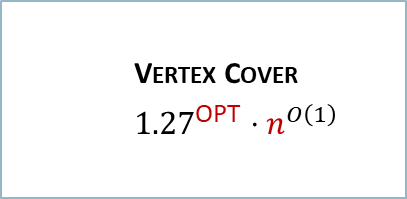 VERTEX COVER
1.27^OPT · n^O(1)